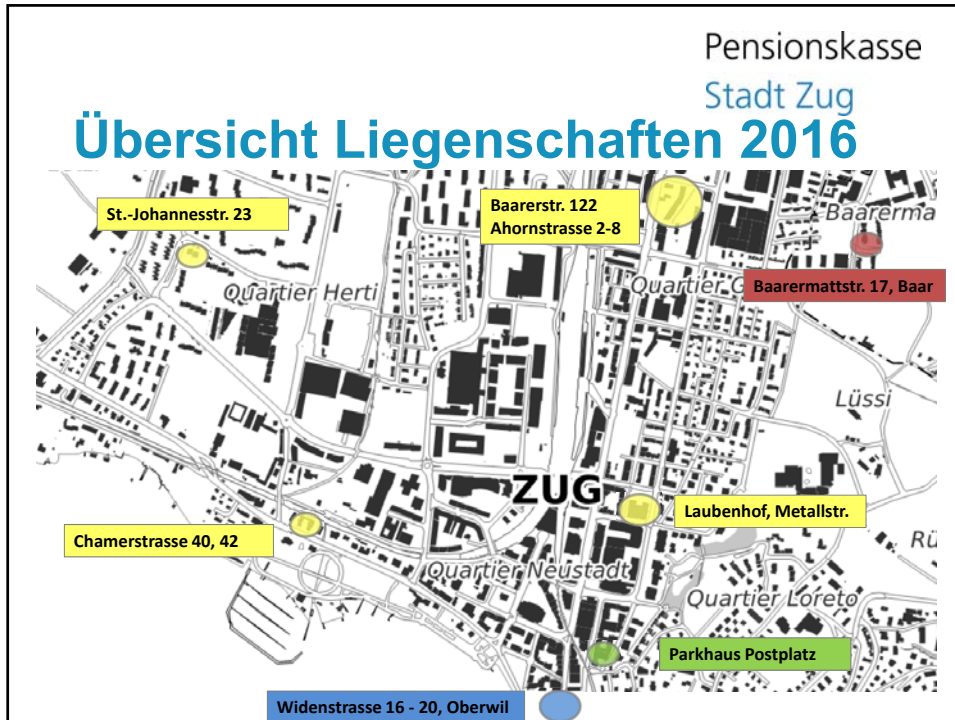 Pensionskasse
Stadt Zug
Übersicht Liegenschaften 2016
St.-Johannesstr. 23
Baarerstr. 122
Ahornstrasse 2-8
Baarerma
Quartier Herti
Quartier G
Baarermattstr. 17, Baar
Lüssi
ZUG
Laubenhof, Metallstr.
Chamerstrasse 40, 42
Rü
Quartier Neustadt
Quartier Loreto
Parkhaus Postplatz
Widenstrasse 16 - 20, Oberwil